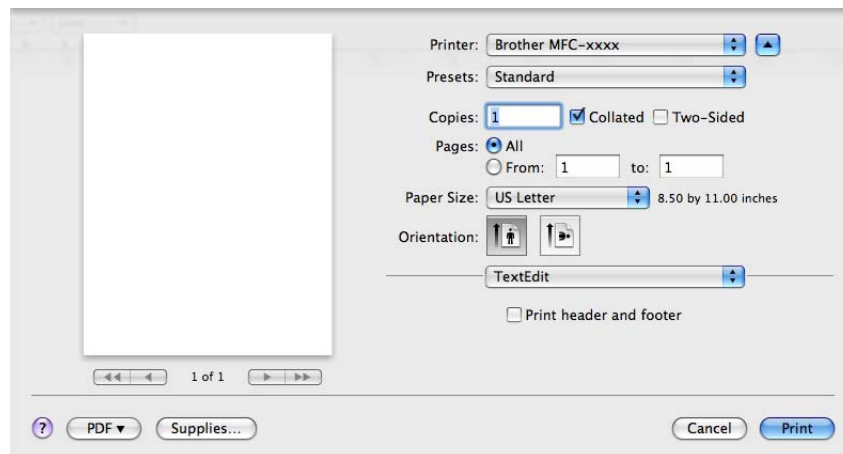 Printer: Brother MFC-xxxx
Presets: Standard
Copies: 1 Collated Two-Sided
Pages: All
From: 1 to: 1
Paper Size: US Letter 8.50 by 11.00 inches
Orientation:
TextEdit
Print header and footer
1 of 1
? PDF Supplies... Cancel Print